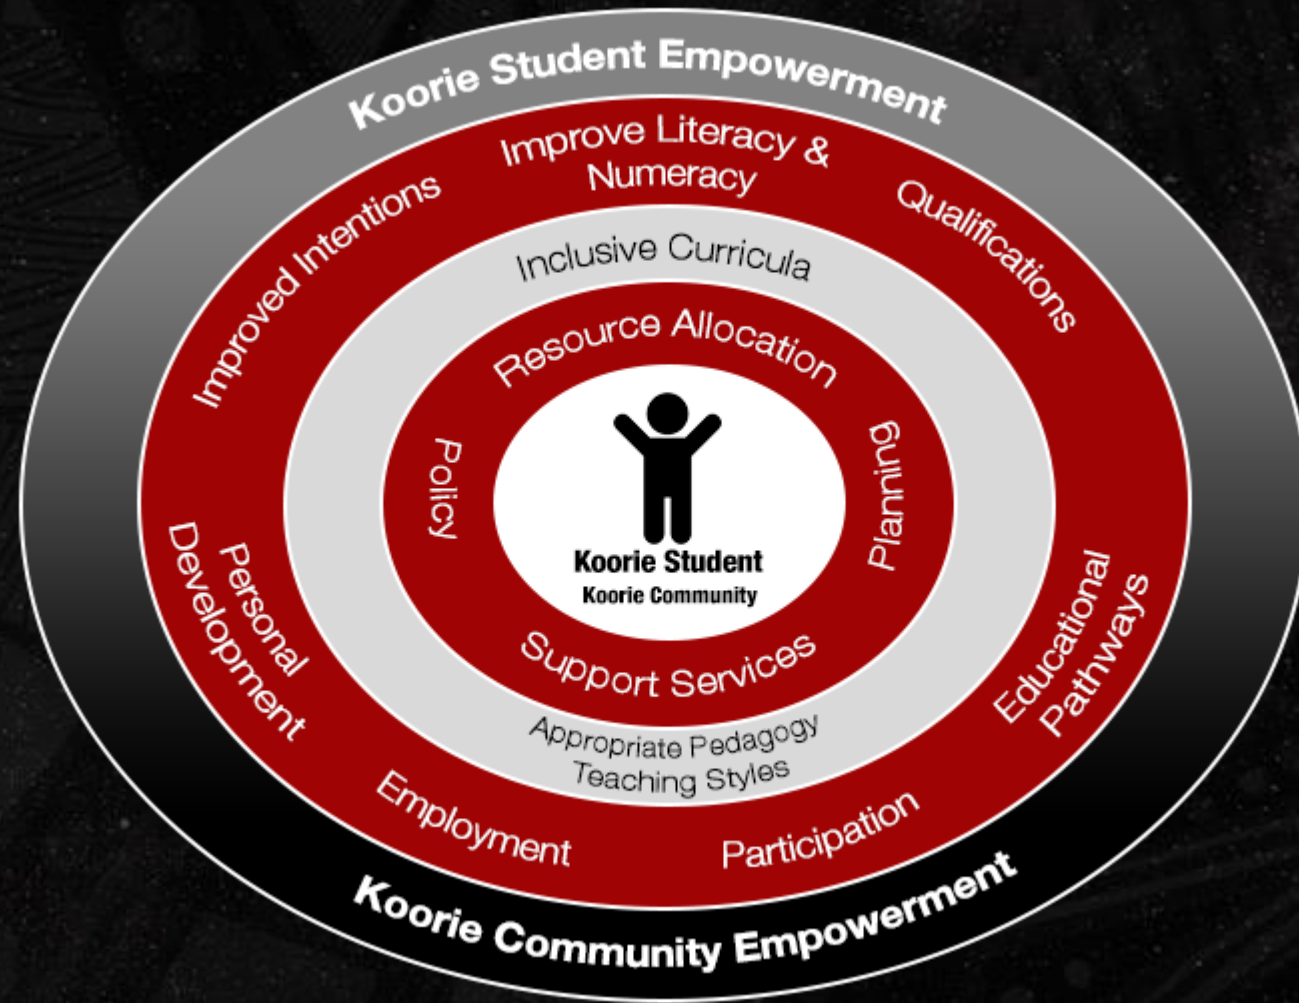 Koorie Student Empowerment
Improve Literacy &
Numeracy
Improved Intentions
Qualifications
Inclusive Curricula
Resource Allocation
Policy
Planning
Koorie Student
Koorie Community
Support Services
Appropriate Pedagogy
Teaching Styles
Personal
Development
Educational
Pathways
Employment
Participation
Koorie Community Empowerment